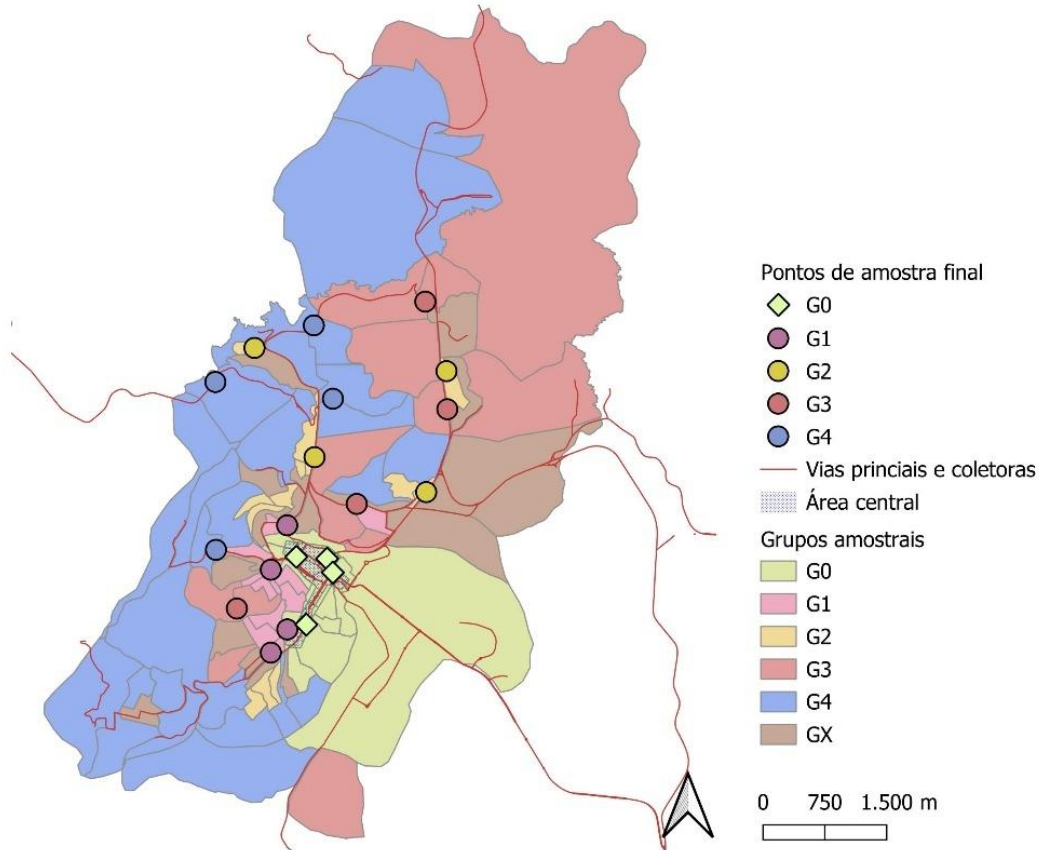 Pontos de amostra final
G0
G1
G2
G3
G4
Vias princiais e coletoras
Área central
Grupos amostrais
G0
G1
G2
G3
G4
GX
0 750 1.500 m